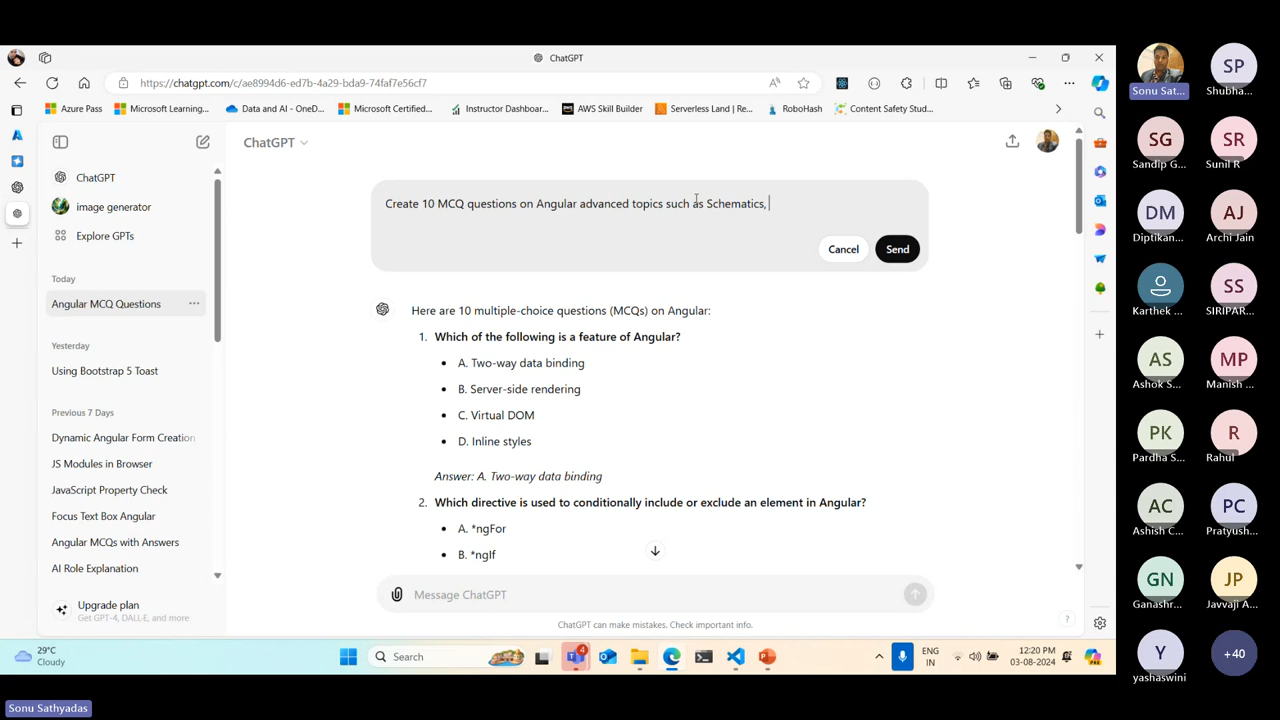 ChatGPT
https://chatgpt.com/c/ae8994d6-ed7b-4a29-bda9-74faf7e56cf7
Azure Pass
Microsoft Learning...
Data and AI - OneD...
Microsoft Certified...
Instructor Dashboar...
AWS Skill Builder
Serverless Land | Re...
RoboHash
Content Safety Stud...
ChatGPT
image generator
Explore GPTs
Today
Angular MCQ Questions
Yesterday
Using Bootstrap 5 Toast
Previous 7 Days
Dynamic Angular Form Creation
JS Modules in Browser
JavaScript Property Check
Focus Text Box Angular
Angular MCQs with Answers
AI Role Explanation
Upgrade plan
Get GPT-4, DALL-E, and more
ChatGPT
Create 10 MCQ questions on Angular advanced topics such as Schematics,
Cancel
Send
Here are 10 multiple-choice questions (MCQs) on Angular:
1. Which of the following is a feature of Angular?
A. Two-way data binding
B. Server-side rendering
C. Virtual DOM
D. Inline styles
Answer: A. Two-way data binding
2. Which directive is used to conditionally include or exclude an element in Angular?
A. *ngFor
B. *ngIf
Message ChatGPT
ChatGPT can make mistakes. Check important info.
?
29°C
Cloudy
Search
4
ENG
IN
12:20 PM
03-08-2024
Sonu Sathyadas
Sonu Sat...
SP
Shubha...
SG
Sandip G...
SR
Sunil R
DM
Diptikan...
AJ
Archi Jain
Karthek ...
SS
SIRIPAR...
AS
Ashok S...
MP
Manish ...
PK
Pardha S...
R
Rahul
AC
Ashish C...
PC
Pratyush...
GN
Ganashr...
JP
Javvaji A...
Y
yashaswini
+40